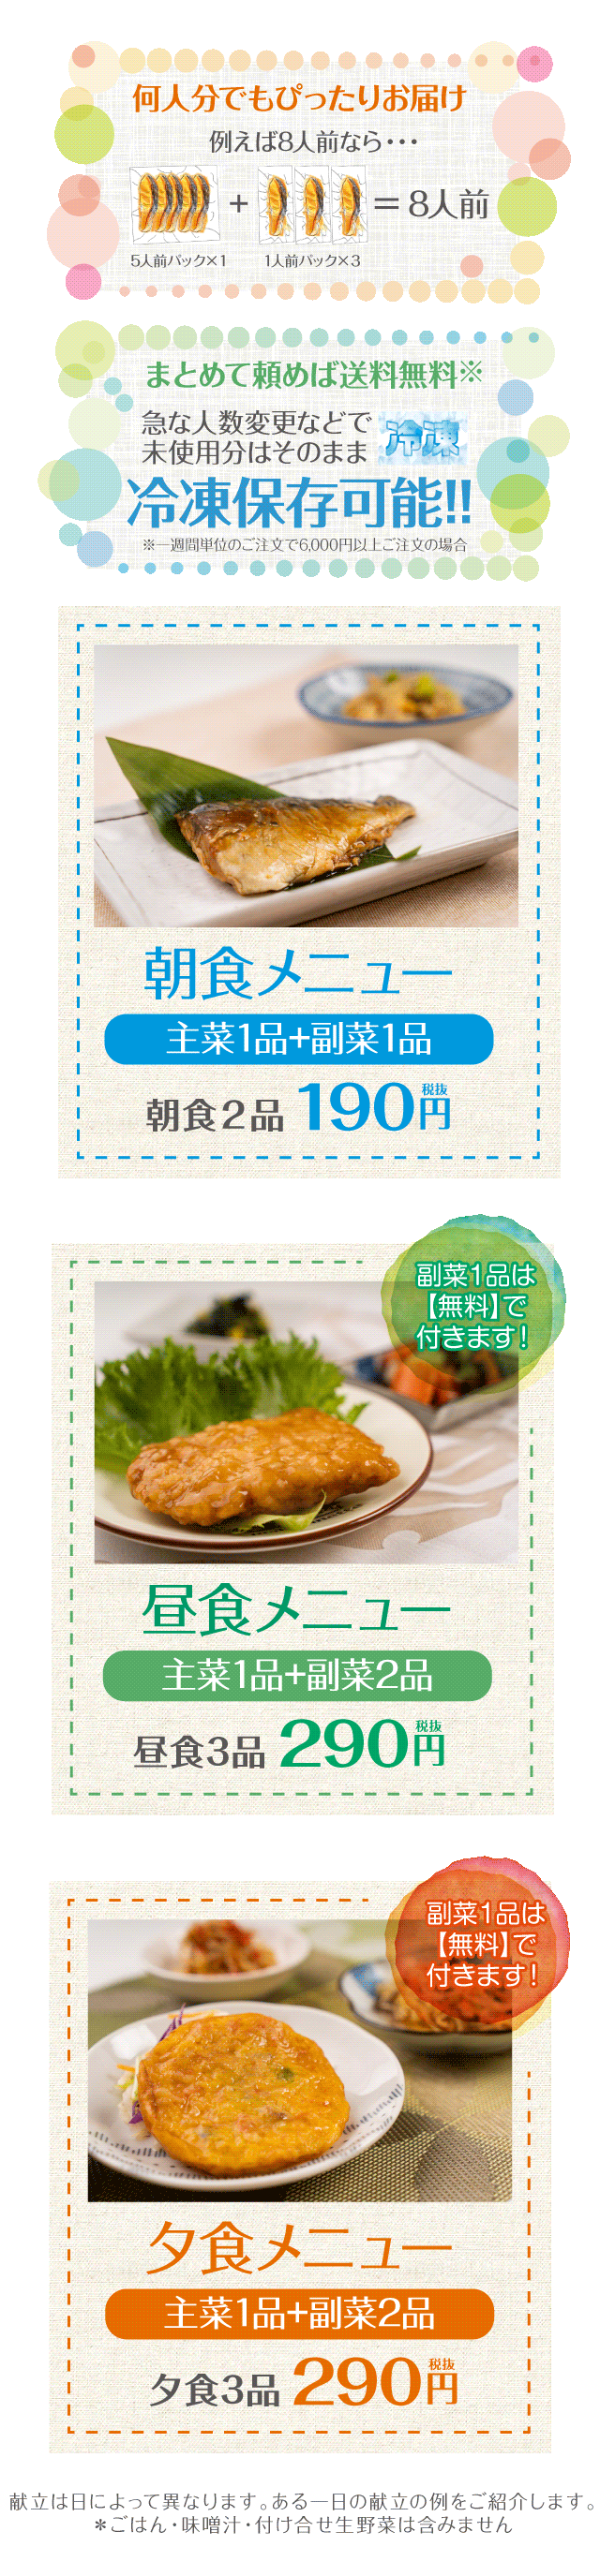 何人分でもぴったりお届け
例えば8人前なら・・・
+ = 8人前
5人前パック×1 1人前パック×3
まとめて頼めば送料無料※
急な人数変更などで
未使用分はそのまま 冷凍
冷凍保存可能!!
※一週間単位のご注文で6,000円以上ご注文の場合
朝食メニュー
主菜1品+副菜1品
朝食2品 190円 税抜
副菜1品は
【無料】で
付きます！
昼食メニュー
主菜1品+副菜2品
昼食3品 290円 税抜
副菜1品は
【無料】で
付きます！
夕食メニュー
主菜1品+副菜2品
夕食3品 290円 税抜
献立は日によって異なります。ある一日の献立の例をご紹介します。
＊ごはん・味噌汁・付け合せ生野菜は含みません